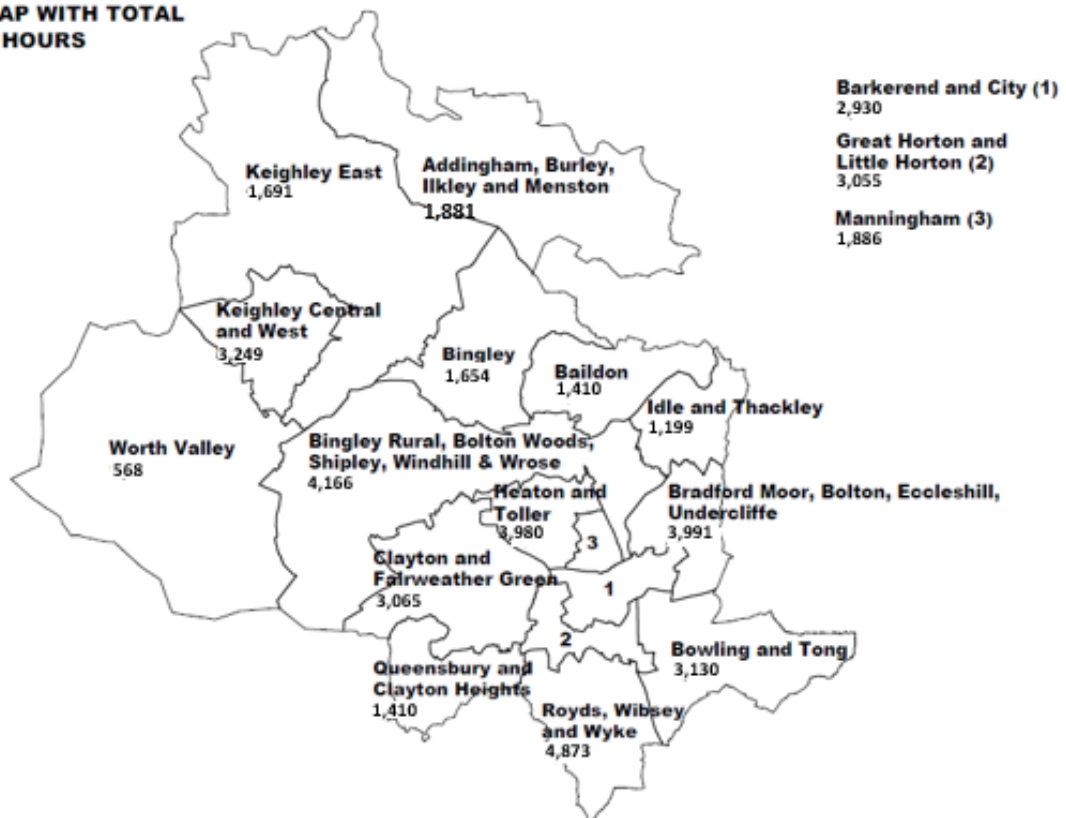 AP WITH TOTAL
HOURS
Barkerend and City (1)
2,930
Great Horton and
Little Horton (2)
3,055
Manningham (3)
1,886
Keighley East
1,691
Addingham, Burley,
Ilkley and Menston
1,881
Keighley Central
and West
3,249
Bingley
1,654
Baildon
1,410
Idle and Thackley
1,199
Worth Valley
568
Bingley Rural, Bolton Woods,
Shipley, Windhill & Wrose
4,166
Heaton and
Toller
3,980
Bradford Moor, Bolton, Eccleshill,
Undercliffe
3,991
3
Clayton and
Fairweather Green
3,065
1
2
Bowling and Tong
3,130
Queensbury and
Clayton Heights
1,410
Royds, Wibsey
and Wyke
4,873